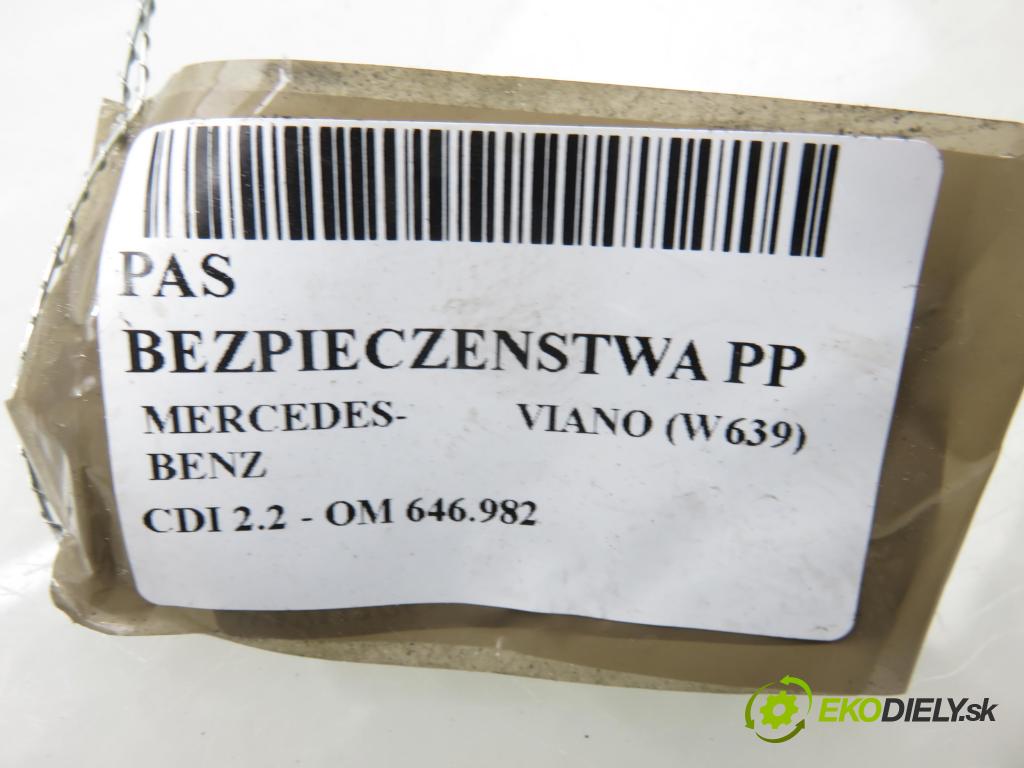 PAS
BEZPIECZENSTWA PP
MERCEDES-BENZ VIANO (W639)
CDI 2.2 - OM 646.982
EKODIELY.sk